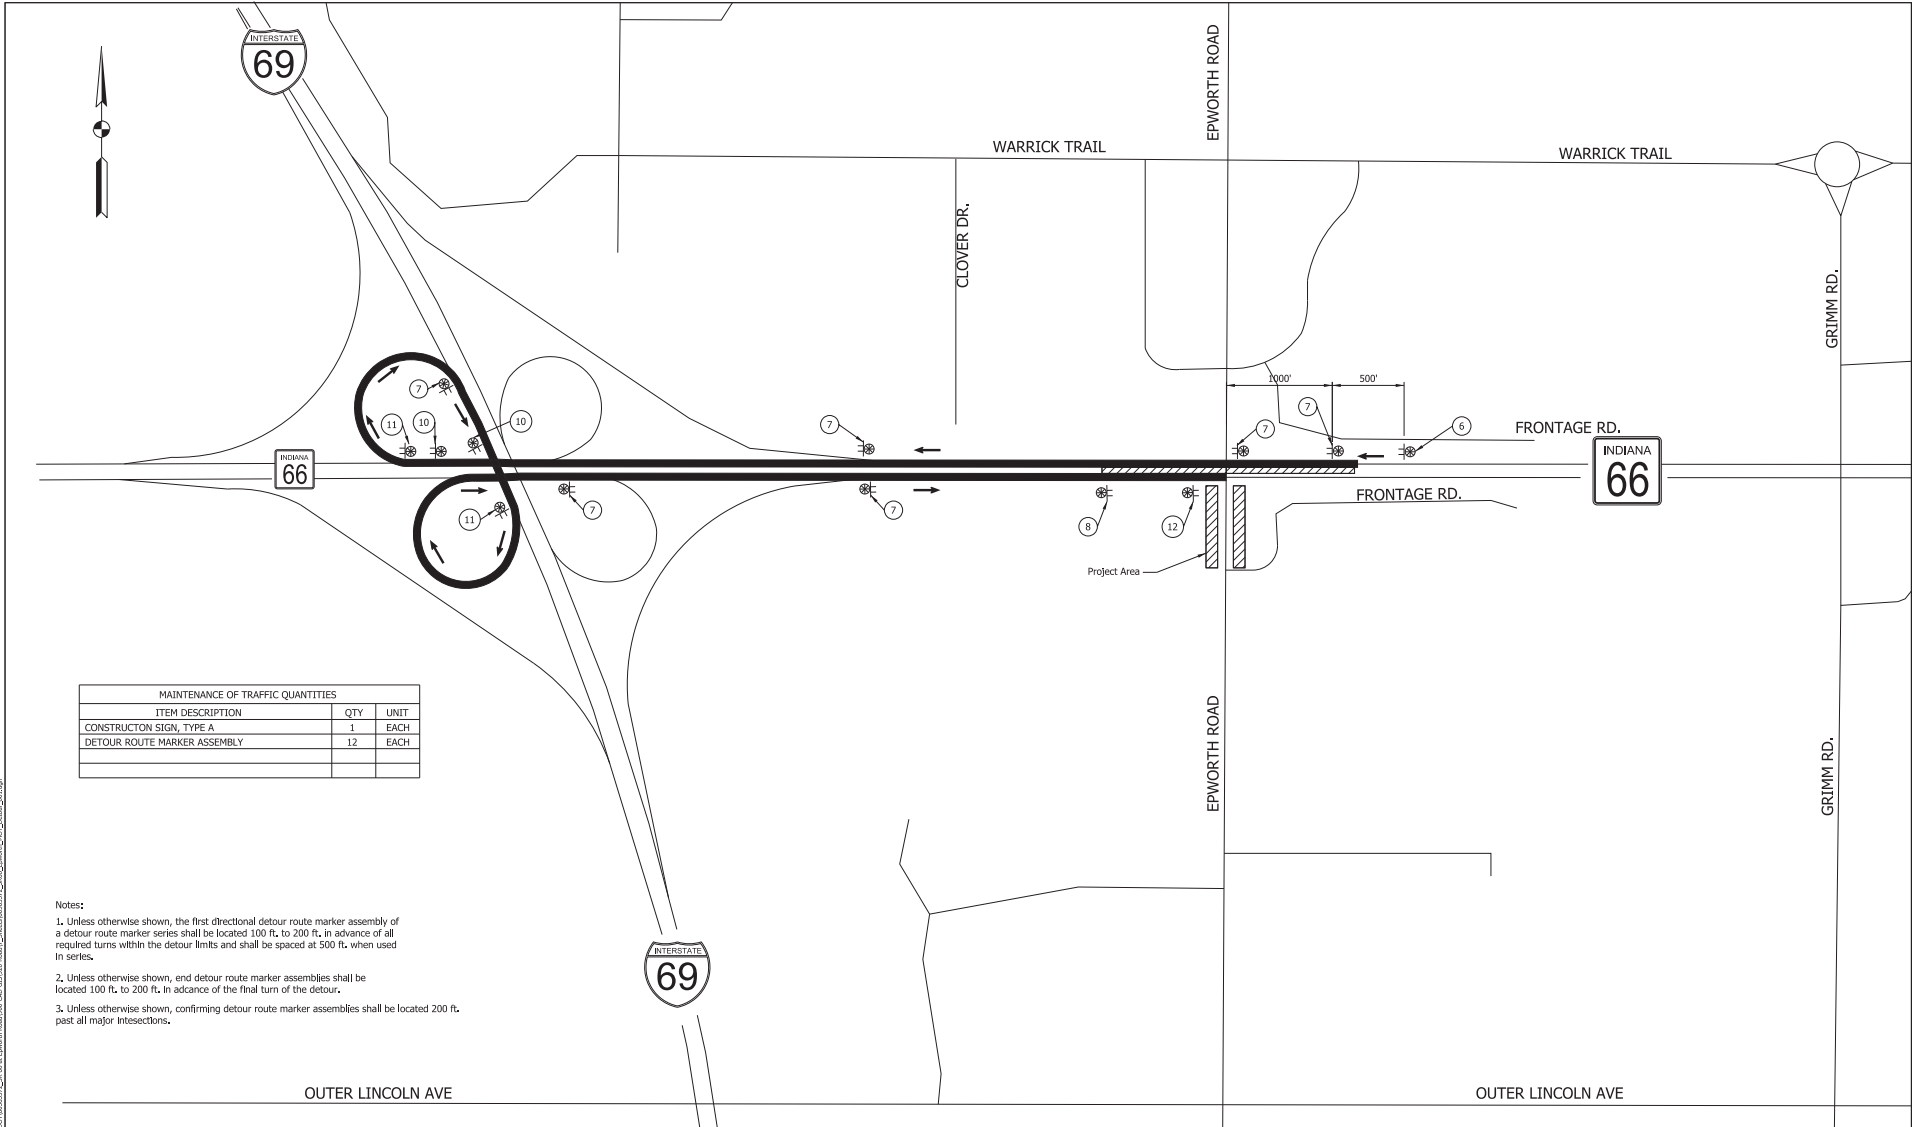 INTERSTATE
69
EPWORTH ROAD
WARRICK TRAIL
WARRICK TRAIL
CLOVER DR.
GRIMM RD.
7
11
10
10
7
7
7
6
1000'
500'
FRONTAGE RD.
INDIANA
66
INDIANA
66
FRONTAGE RD.
11
7
7
8
12
Project Area
MAINTENANCE OF TRAFFIC QUANTITIES
ITEM DESCRIPTION QTY UNIT
CONSTRUCTON SIGN, TYPE A 1 EACH
DETOUR ROUTE MARKER ASSEMBLY 12 EACH
EPWORTH ROAD
GRIMM RD.
Notes:
1. Unless otherwise shown, the first directional detour route marker assembly of
a detour route marker series shall be located 100 ft. to 200 ft. in advance of all
required turns within the detour limits and shall be spaced at 500 ft. when used
in series.
2. Unless otherwise shown, end detour route marker assemblies shall be
located 100 ft. to 200 ft. in adcance of the final turn of the detour.
3. Unless otherwise shown, confirming detour route marker assemblies shall be located 200 ft.
past all major intesections.
INTERSTATE
69
OUTER LINCOLN AVE
OUTER LINCOLN AVE